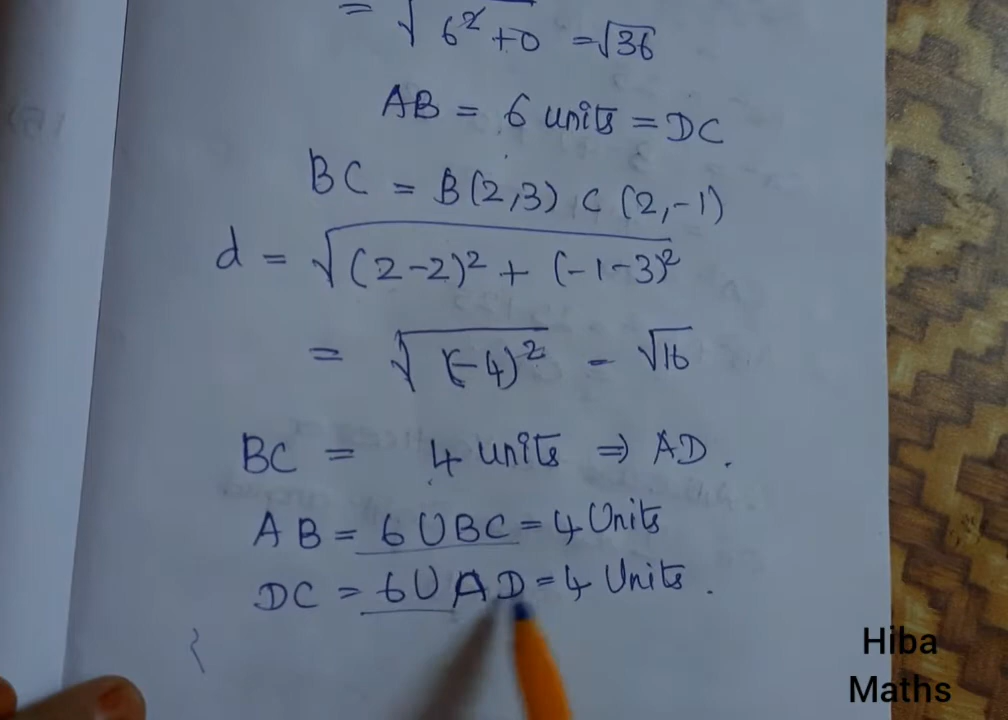 = √6²+0 = √36
AB = 6 units = DC
BC = B(2,3) C (2,-1)
d = √(2-2)² + (-1-3)²
= √(-4)² - √16
BC = 4 units ⇒ AD.
AB = 6U BC = 4 Units
DC = 6U AD = 4 Units.
Hiba
Maths